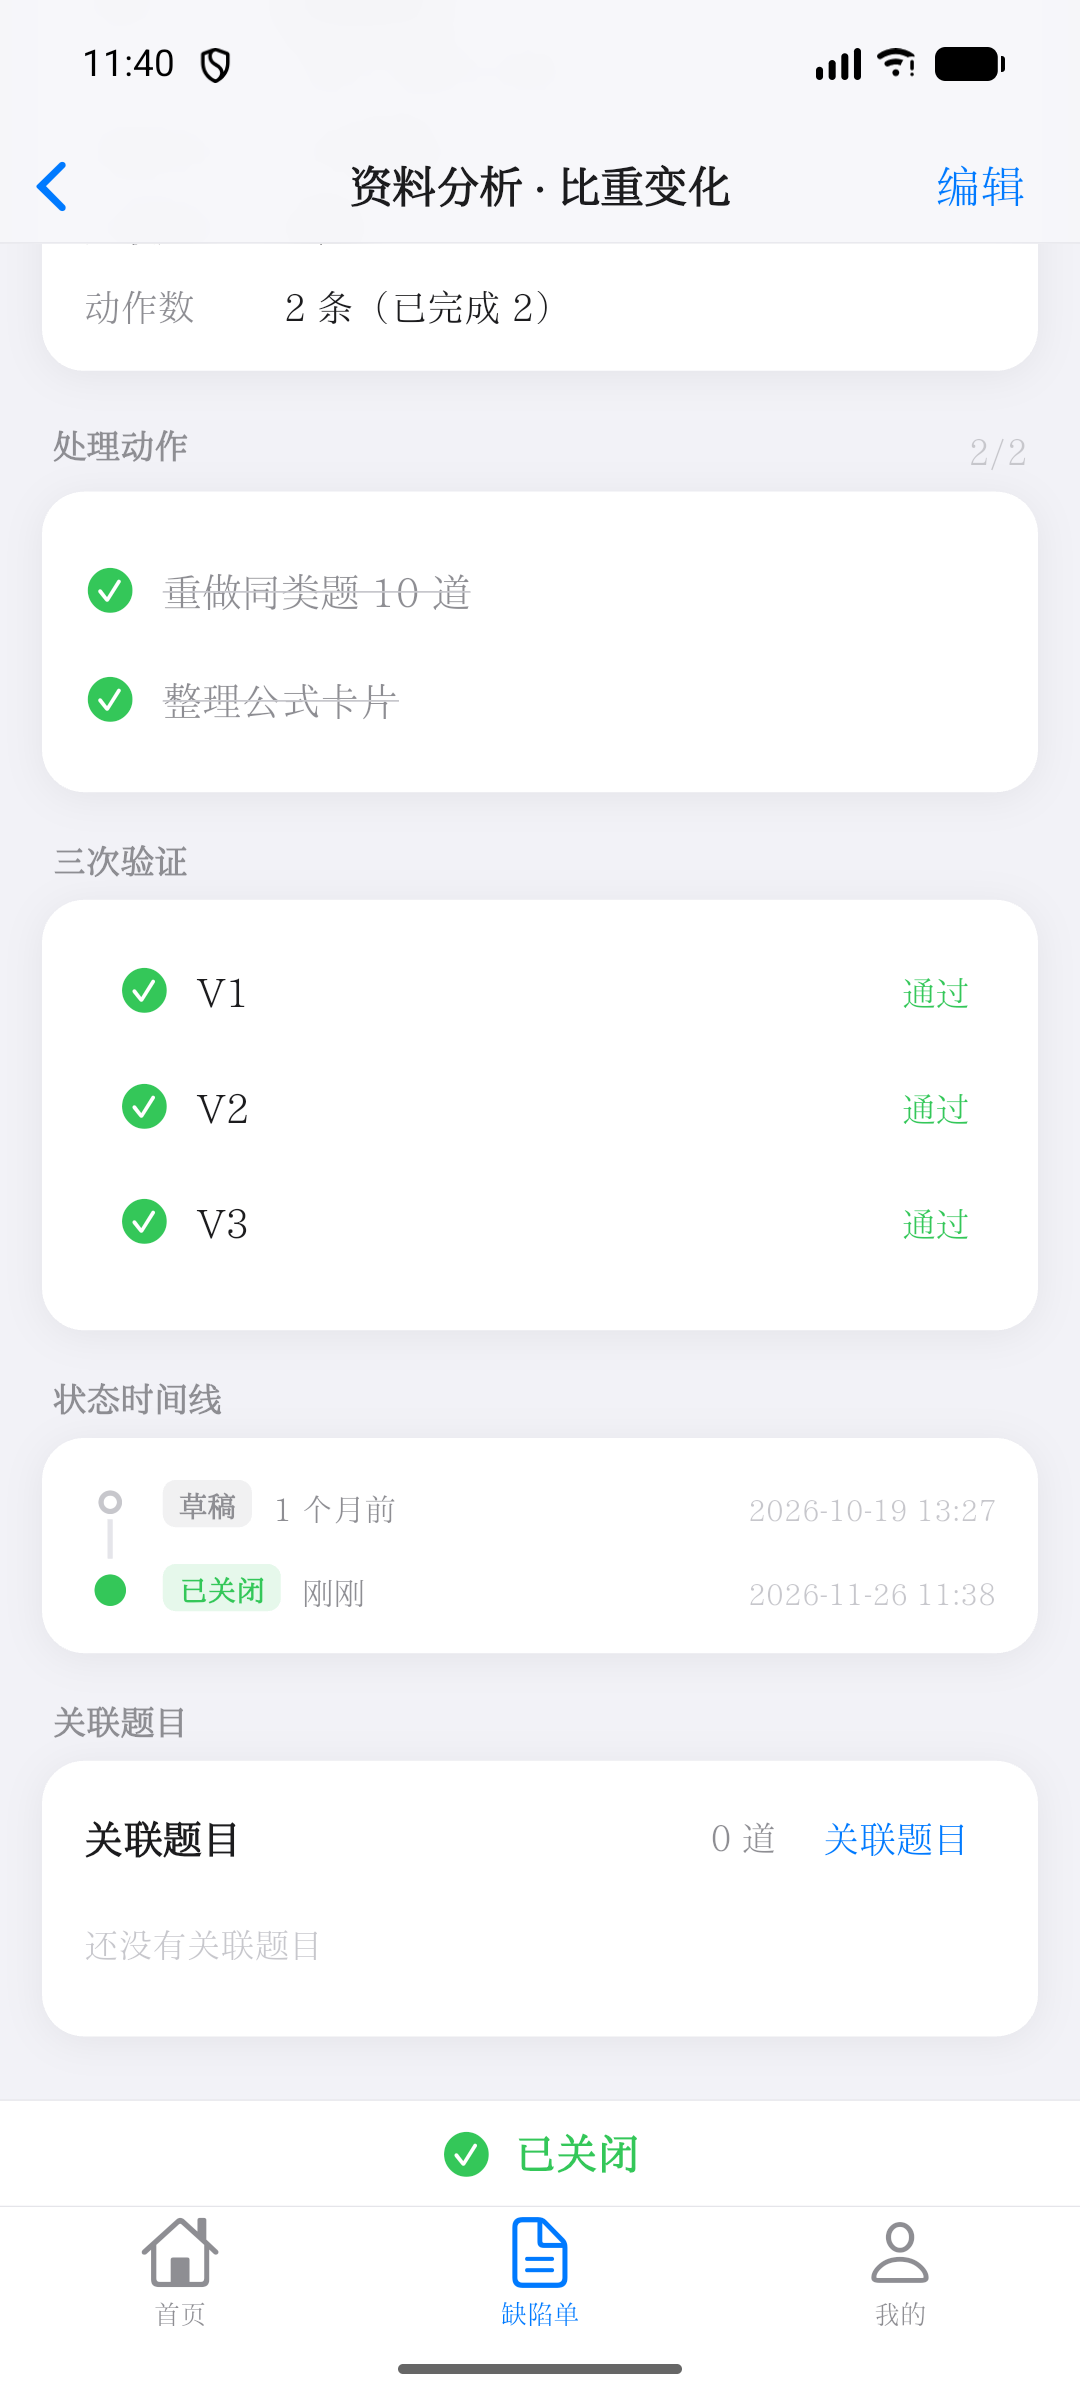 11:40
资料分析 · 比重变化
编辑
动作数 2 条（已完成 2）
处理动作 2/2
重做同类题 10 道
整理公式卡片
三次验证
V1 通过
V2 通过
V3 通过
状态时间线
草稿 1 个月前 2026-10-19 13:27
已关闭 刚刚 2026-11-26 11:38
关联题目
关联题目 0 道 关联题目
还没有关联题目
已关闭
首页 缺陷单 我的